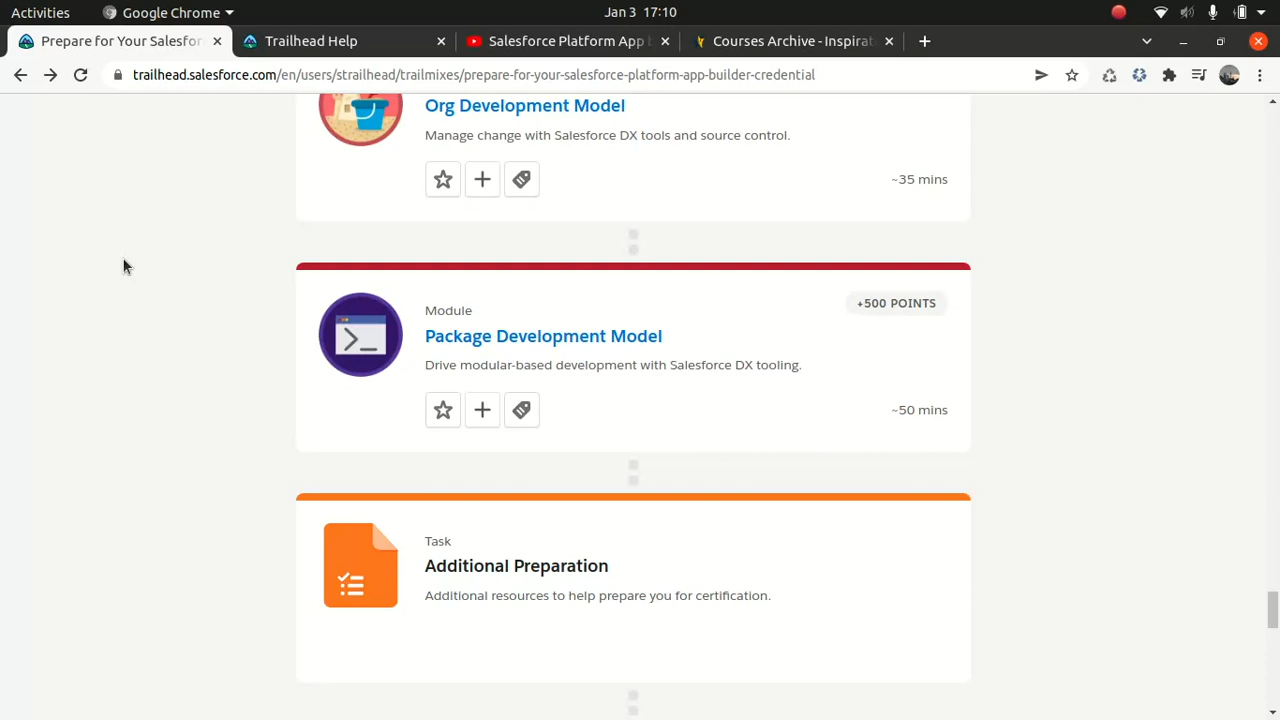 Activities
Google Chrome
Jan 3 17:10
Prepare for Your Salesfor
Trailhead Help
Salesforce Platform App
Courses Archive - Inspirat
trailhead.salesforce.com/en/users/strailhead/trailmixes/prepare-for-your-salesforce-platform-app-builder-credential
Org Development Model
Manage change with Salesforce DX tools and source control.
~35 mins
+500 POINTS
Module
Package Development Model
Drive modular-based development with Salesforce DX tooling.
~50 mins
Task
Additional Preparation
Additional resources to help prepare you for certification.